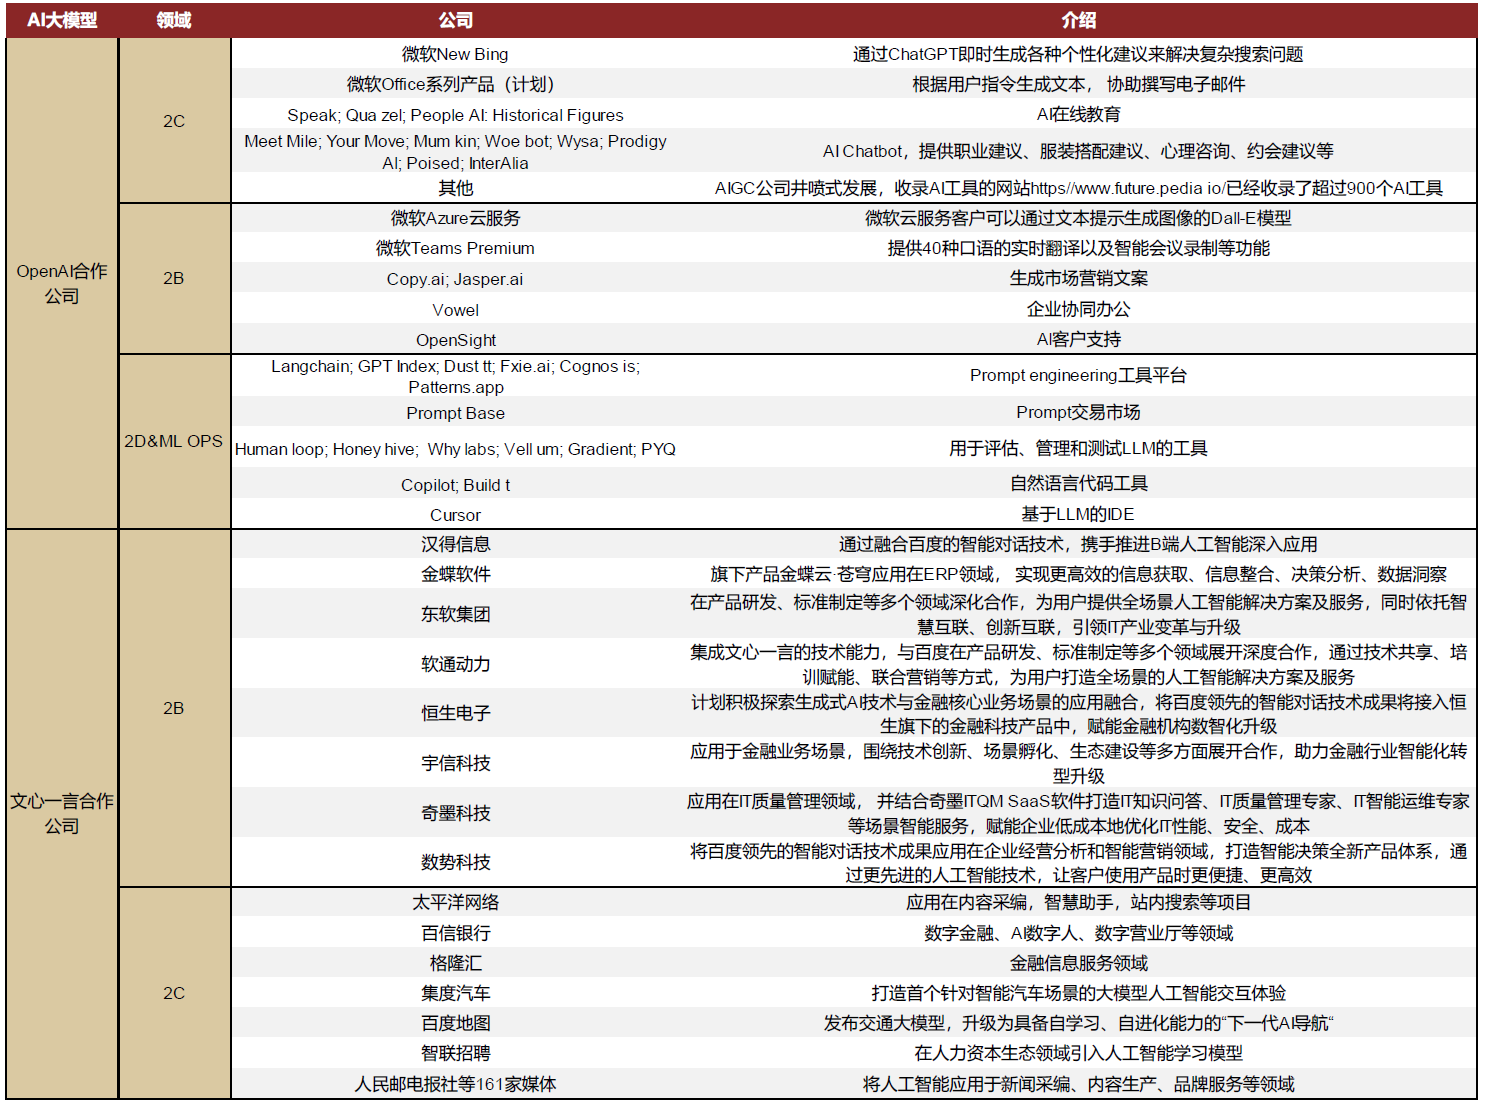 AI大模型 领域 公司 介绍
OpenAI合作
公司
2C
微软New Bing 通过ChatGPT即时生成各种个性化建议来解决复杂搜索问题
微软Office系列产品（计划） 根据用户指令生成文本， 协助撰写电子邮件
Speak; Qua zel; People AI: Historical Figures AI在线教育
Meet Mile; Your Move; Mum kin; Woe bot; Wysa; Prodigy
AI; Poised; InterAlia
AI Chatbot，提供职业建议、服装搭配建议、心理咨询、约会建议等
其他 AIGC公司井喷式发展，收录AI工具的网站https//www.future.pedia io/已经收录了超过900个AI工具
2B
微软Azure云服务 微软云服务客户可以通过文本提示生成图像的Dall-E模型
微软Teams Premium 提供40种口语的实时翻译以及智能会议录制等功能
Copy.ai; Jasper.ai 生成市场营销文案
Vowel 企业协同办公
OpenSight AI客户支持
2D&ML OPS
Langchain; GPT Index; Dust tt; Fxie.ai; Cognos is;
Patterns.app
Prompt engineering工具平台
Prompt Base Prompt交易市场
Human loop; Honey hive;  Why labs; Vell um; Gradient; PYQ 用于评估、管理和测试LLM的工具
Copilot; Build t 自然语言代码工具
Cursor 基于LLM的IDE
文心一言合作
公司
2B
汉得信息 通过融合百度的智能对话技术，携手推进B端人工智能深入应用
金蝶软件 旗下产品金蝶云·苍穹应用在ERP领域， 实现更高效的信息获取、信息整合、决策分析、数据洞察
东软集团
在产品研发、标准制定等多个领域深化合作，为用户提供全场景人工智能解决方案及服务，同时依托智
慧互联、创新互联，引领IT产业变革与升级
软通动力
集成文心一言的技术能力，与百度在产品研发、标准制定等多个领域展开深度合作，通过技术共享、培
训赋能、联合营销等方式，为用户打造全场景的人工智能解决方案及服务
恒生电子
计划积极探索生成式AI技术与金融核心业务场景的应用融合，将百度领先的智能对话技术成果将接入恒
生旗下的金融科技产品中，赋能金融机构数智化升级
宇信科技
应用于金融业务场景，围绕技术创新、场景孵化、生态建设等多方面展开合作，助力金融行业智能化转
型升级
奇墨科技
应用在IT质量管理领域， 并结合奇墨ITQM SaaS软件打造IT知识问答、IT质量管理专家、IT智能运维专家
等场景智能服务，赋能企业低成本地优化IT性能、安全、成本
数势科技
将百度领先的智能对话技术成果应用在企业经营分析和智能营销领域，打造智能决策全新产品体系，通
过更先进的人工智能技术，让客户使用产品时更便捷、更高效
2C
太平洋网络 应用在内容采编，智慧助手，站内搜索等项目
百信银行 数字金融、AI数字人、数字营业厅等领域
格隆汇 金融信息服务领域
集度汽车 打造首个针对智能汽车场景的大模型人工智能交互体验
百度地图 发布交通大模型，升级为具备自学习、自进化能力的“下一代AI导航“
智联招聘 在人力资本生态领域引入人工智能学习模型
人民邮电报社等161家媒体 将人工智能应用于新闻采编、内容生产、品牌服务等领域